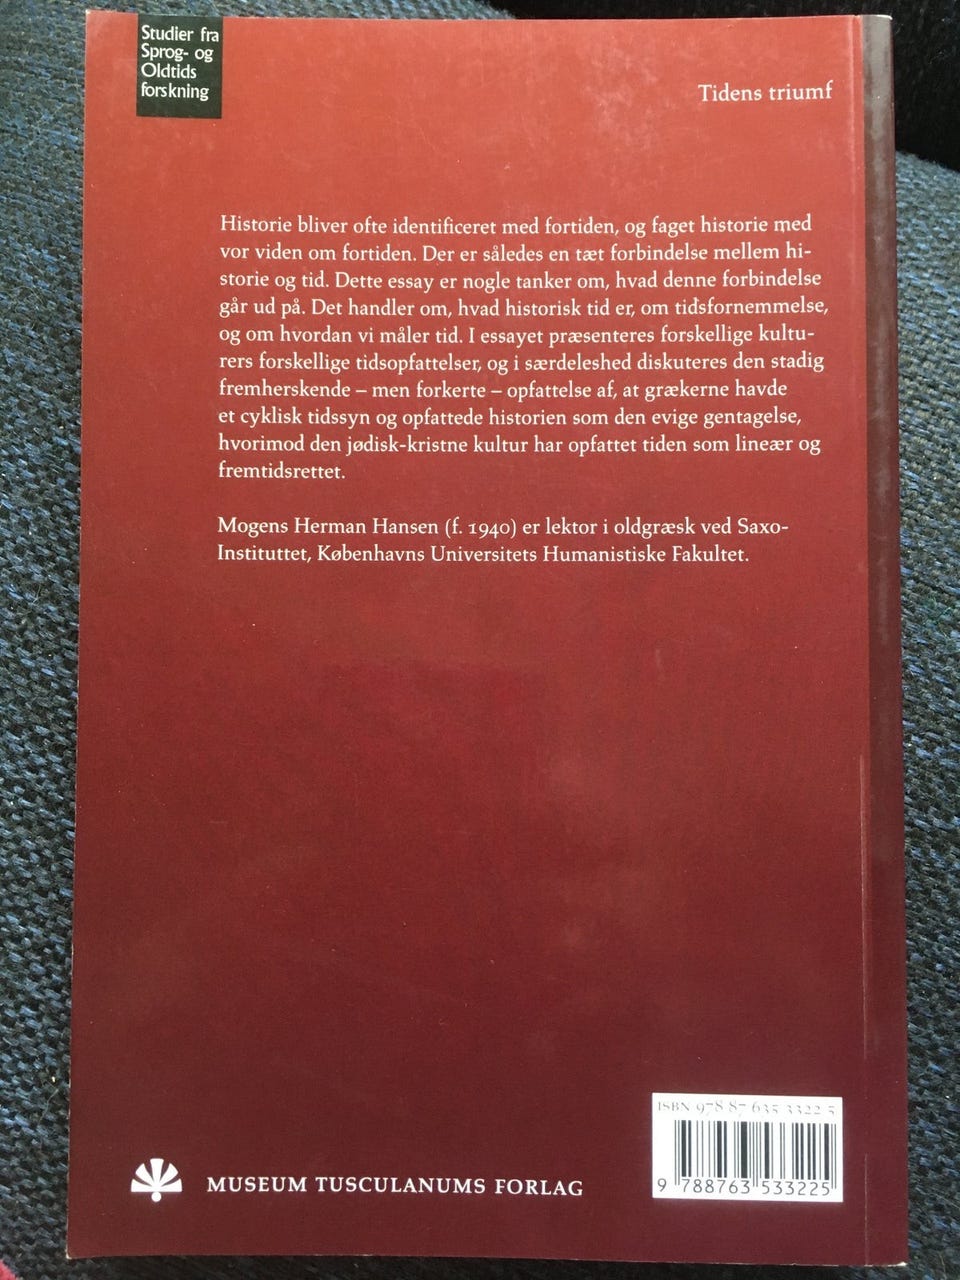 Studier fra
Sprog- og
Oldtids
forskning
Tidens triumf
Historie bliver ofte identificeret med fortiden, og faget historie med
vor viden om fortiden. Der er således en tæt forbindelse mellem hi-
storie og tid. Dette essay er nogle tanker om, hvad denne forbindelse
går ud på. Det handler om, hvad historisk tid er, om tidsfornemmelse,
og om hvordan vi måler tid. I essayet præsenteres forskellige kultu-
rers forskellige tidsopfattelser, og i særdeleshed diskuteres den stadig
fremherskende – men forkerte – opfattelse af, at grækerne havde
et cyklisk tidssyn og opfattede historien som den evige gentagelse,
hvorimod den jødisk-kristne kultur har opfattet tiden som lineær og
fremtidsrettet.
Mogens Herman Hansen (f. 1940) er lektor i oldgræsk ved Saxo-
Instituttet, Københavns Universitets Humanistiske Fakultet.
ISBN 978 87 635 3322 5
9 788763 533225
MUSEUM TUSCULANUMS FORLAG